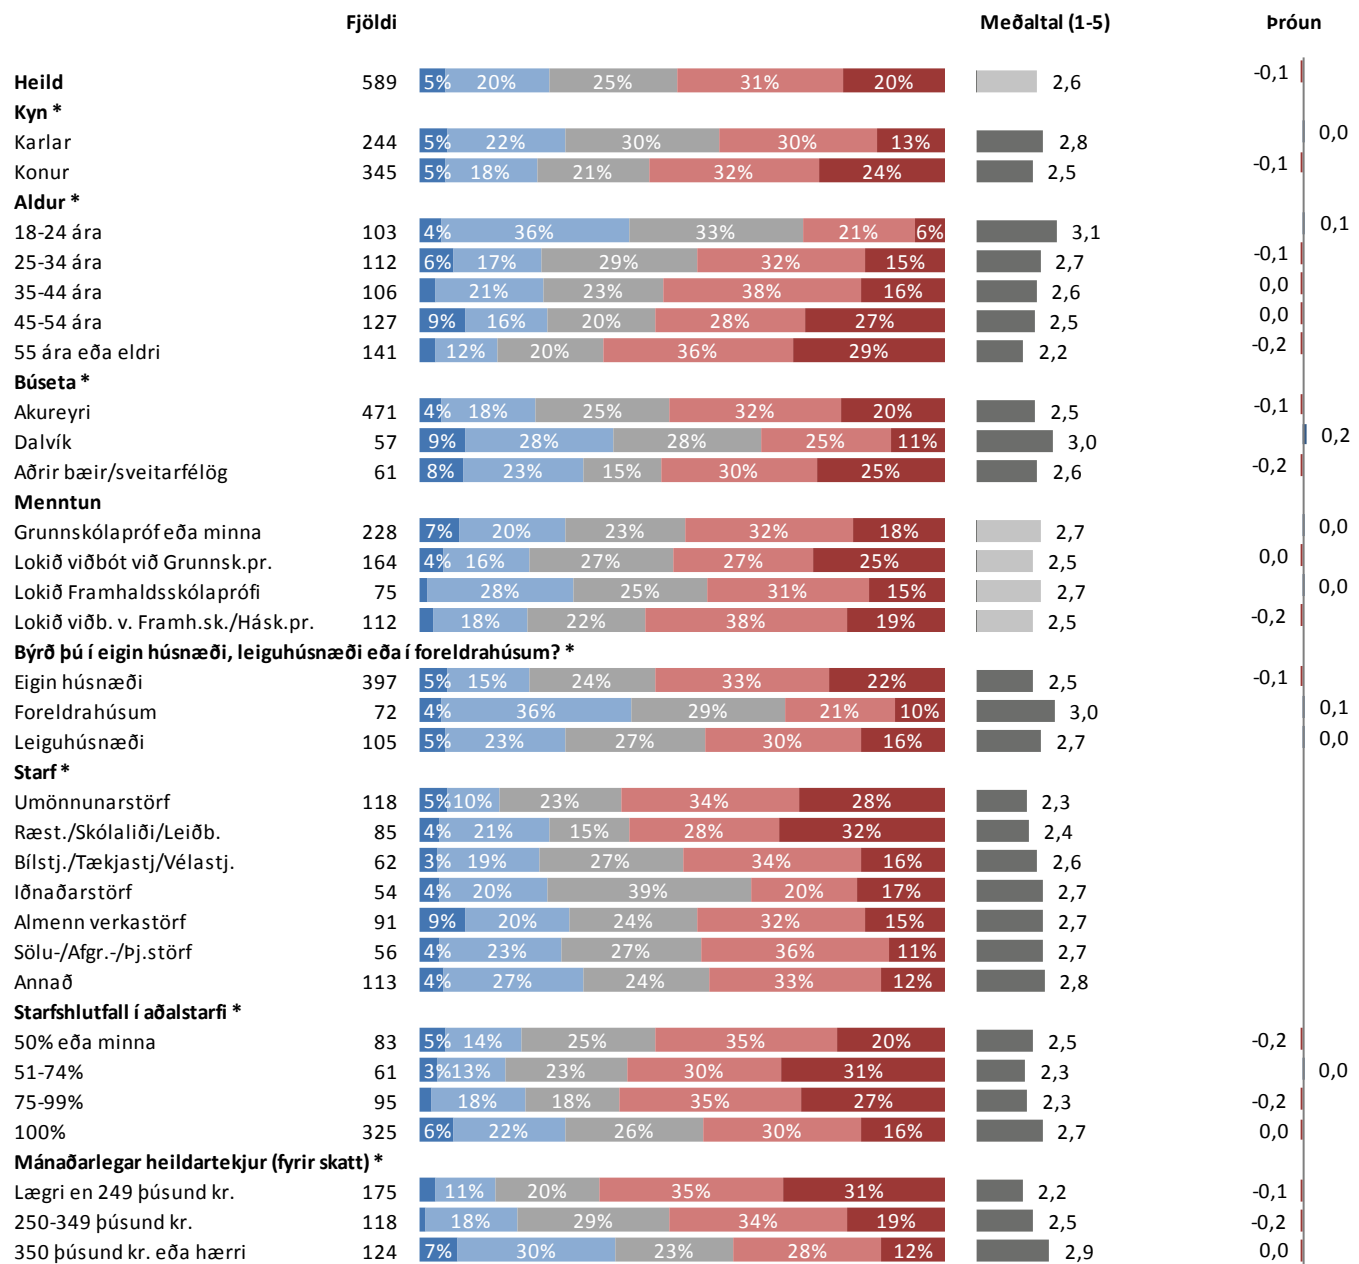 Fjöldi Meðaltal (1-5) Þróun
Heild 589 5% 20% 25% 31% 20% 2,6 -0,1
Kyn *
Karlar 244 5% 22% 30% 30% 13% 2,8 0,0
Konur 345 5% 18% 21% 32% 24% 2,5 -0,1
Aldur *
18-24 ára 103 4% 36% 33% 21% 6% 3,1 0,1
25-34 ára 112 6% 17% 29% 32% 15% 2,7 -0,1
35-44 ára 106 21% 23% 38% 16% 2,6 0,0
45-54 ára 127 9% 16% 20% 28% 27% 2,5 0,0
55 ára eða eldri 141 12% 20% 36% 29% 2,2 -0,2
Búseta *
Akureyri 471 4% 18% 25% 32% 20% 2,5 -0,1
Dalvík 57 9% 28% 28% 25% 11% 3,0 0,2
Aðrir bæir/sveitarfélög 61 8% 23% 15% 30% 25% 2,6 -0,2
Menntun
Grunnskólapróf eða minna 228 7% 20% 23% 32% 18% 2,7 0,0
Lokið viðbót við Grunnsk.pr. 164 4% 16% 27% 27% 25% 2,5 0,0
Lokið Framhaldsskólaprófi 75 28% 25% 31% 15% 2,7 0,0
Lokið viðb. v. Framh.sk./Hásk.pr. 112 18% 22% 38% 19% 2,5 -0,2
Býrð þú í eigin húsnæði, leiguhúsnæði eða í foreldrahúsum? *
Eigin húsnæði 397 5% 15% 24% 33% 22% 2,5 -0,1
Foreldrahúsum 72 4% 36% 29% 21% 10% 3,0 0,1
Leiguhúsnæði 105 5% 23% 27% 30% 16% 2,7 0,0
Starf *
Umönnunarstörf 118 5% 10% 23% 34% 28% 2,3
Ræst./Skólaliði/Leiðb. 85 4% 21% 15% 28% 32% 2,4
Bílstj./Tækjastj/Vélastj. 62 3% 19% 27% 34% 16% 2,6
Iðnaðarstörf 54 4% 20% 39% 20% 17% 2,7
Almenn verkastörf 91 9% 20% 24% 32% 15% 2,7
Sölu-/Afgr.-/Þj.störf 56 4% 23% 27% 36% 11% 2,7
Annað 113 4% 27% 24% 33% 12% 2,8
Starfshlutfall í aðalstarfi *
50% eða minna 83 5% 14% 25% 35% 20% 2,5 -0,2
51-74% 61 3% 13% 23% 30% 31% 2,3 0,0
75-99% 95 18% 18% 35% 27% 2,3 -0,2
100% 325 6% 22% 26% 30% 16% 2,7 0,0
Mánaðarlegar heildartekjur (fyrir skatt) *
Lægri en 249 þúsund kr. 175 11% 20% 35% 31% 2,2 -0,1
250-349 þúsund kr. 118 18% 29% 34% 19% 2,5 -0,2
350 þúsund kr. eða hærri 124 7% 30% 23% 28% 12% 2,9 0,0